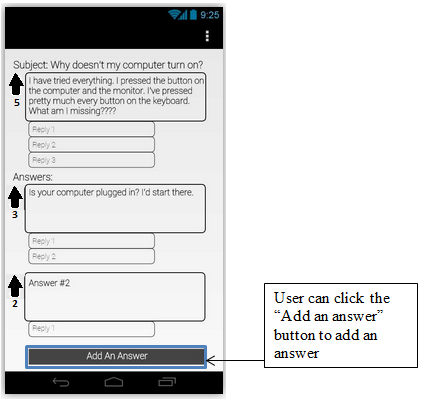 9:25
Subject: Why doesn't my computer turn on?
I have tried everything. I pressed the button on
the computer and the monitor. I've pressed
pretty much every button on the keyboard.
What am I missing????
5
Reply 1
Reply 2
Reply 3
Answers:
Is your computer plugged in? I'd start there.
3
Reply 1
Reply 2
Answer #2
2
Reply 1
Add An Answer
User can click the
“Add an answer”
button to add an
answer